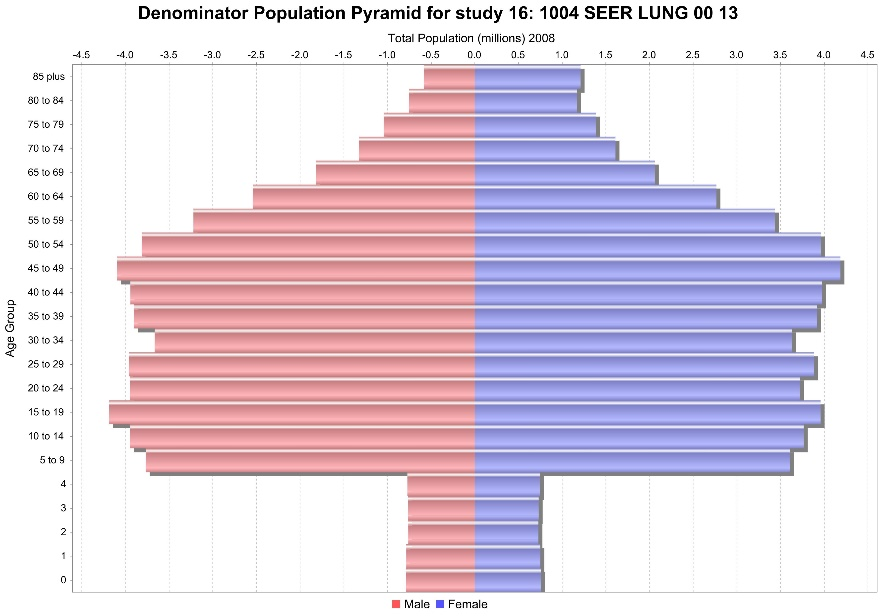 Denominator Population Pyramid for study 16: 1004 SEER LUNG 00 13
Total Population (millions) 2008
-4.5 -4.0 -3.5 -3.0 -2.5 -2.0 -1.5 -1.0 -0.5 0.0 0.5 1.0 1.5 2.0 2.5 3.0 3.5 4.0 4.5
85 plus
80 to 84
75 to 79
70 to 74
65 to 69
60 to 64
55 to 59
50 to 54
45 to 49
40 to 44
35 to 39
30 to 34
25 to 29
20 to 24
15 to 19
10 to 14
5 to 9
4
3
2
1
0
Age Group
Male Female